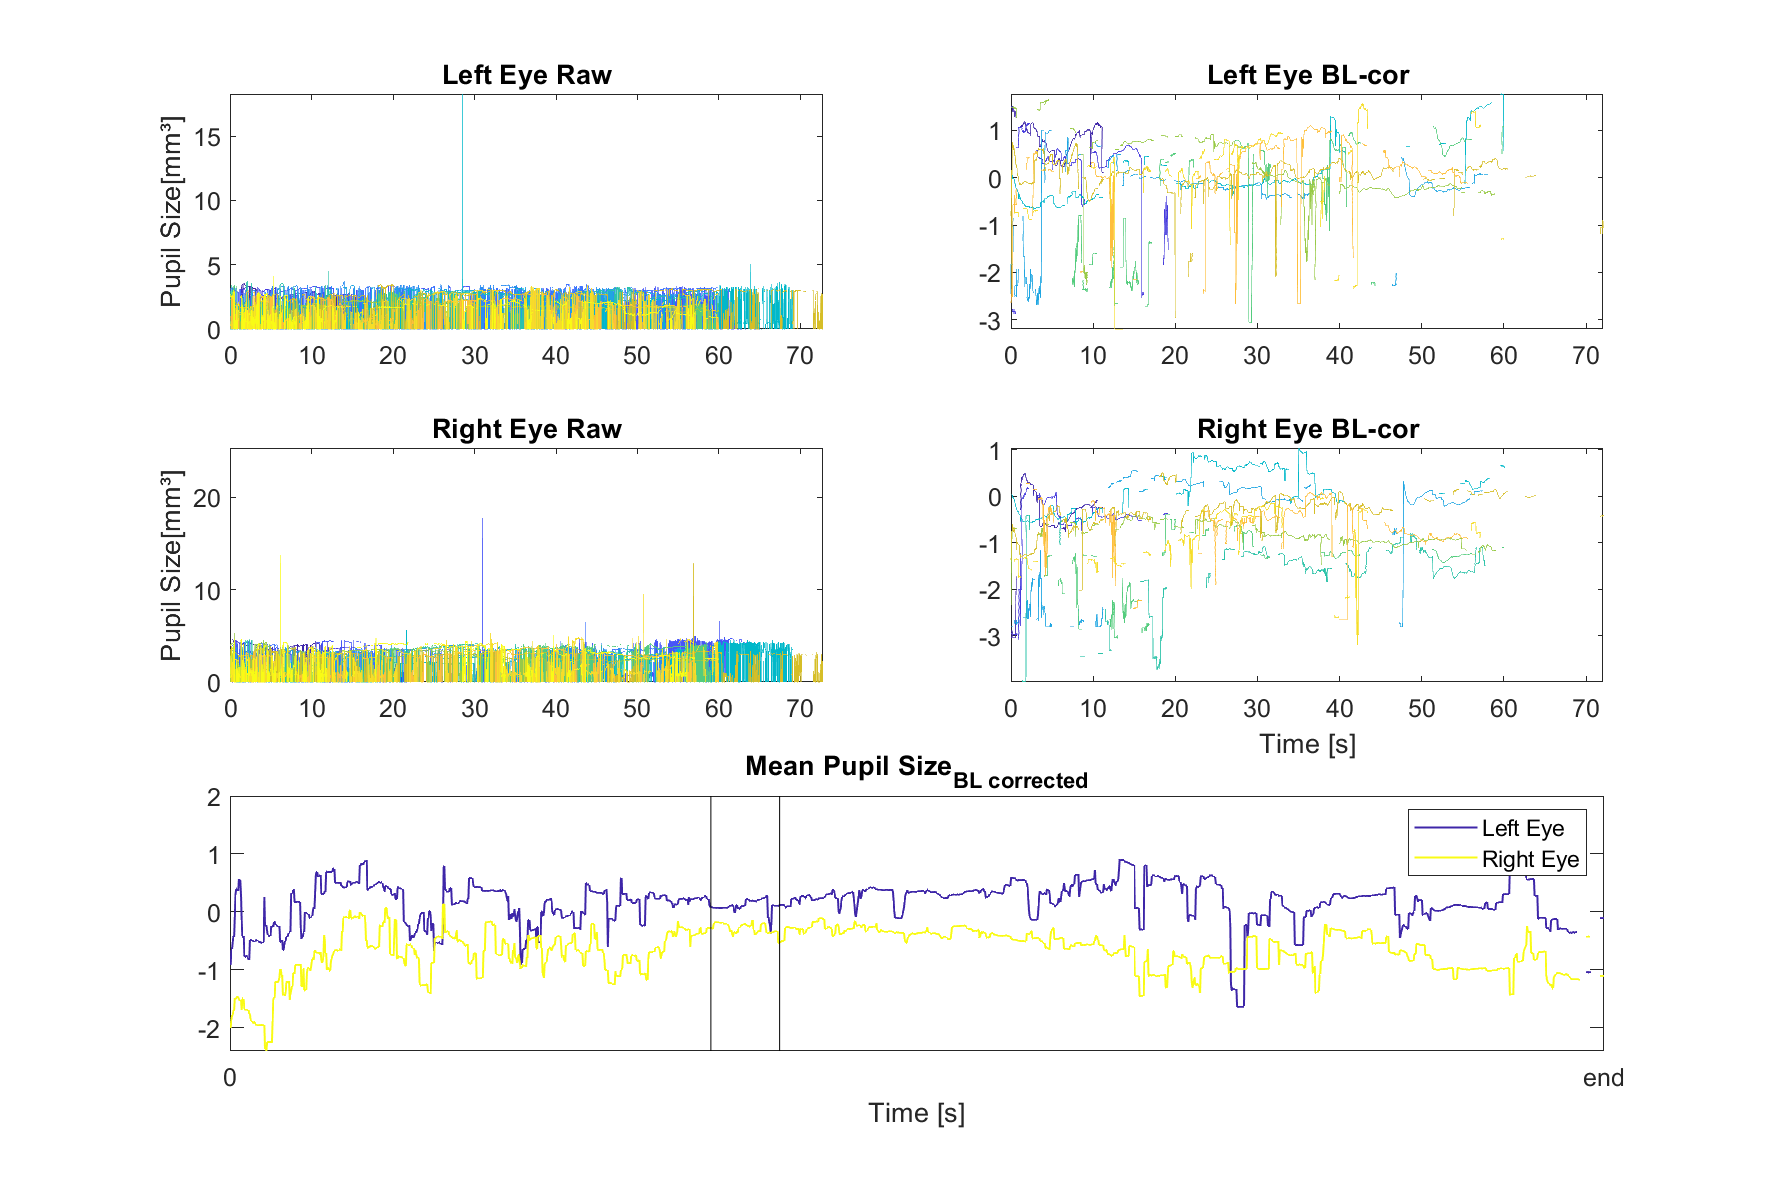 Left Eye Raw
Pupil Size[mm³]
15
10
5
0
0 10 20 30 40 50 60 70
Left Eye BL-cor
1
0
-1
-2
-3
0 10 20 30 40 50 60 70
Right Eye Raw
Pupil Size[mm³]
20
10
0
0 10 20 30 40 50 60 70
Right Eye BL-cor
1
0
-1
-2
-3
0 10 20 30 40 50 60 70
Time [s]
Mean Pupil Size BL corrected
2
1
0
-1
-2
Left Eye
Right Eye
0 end
Time [s]